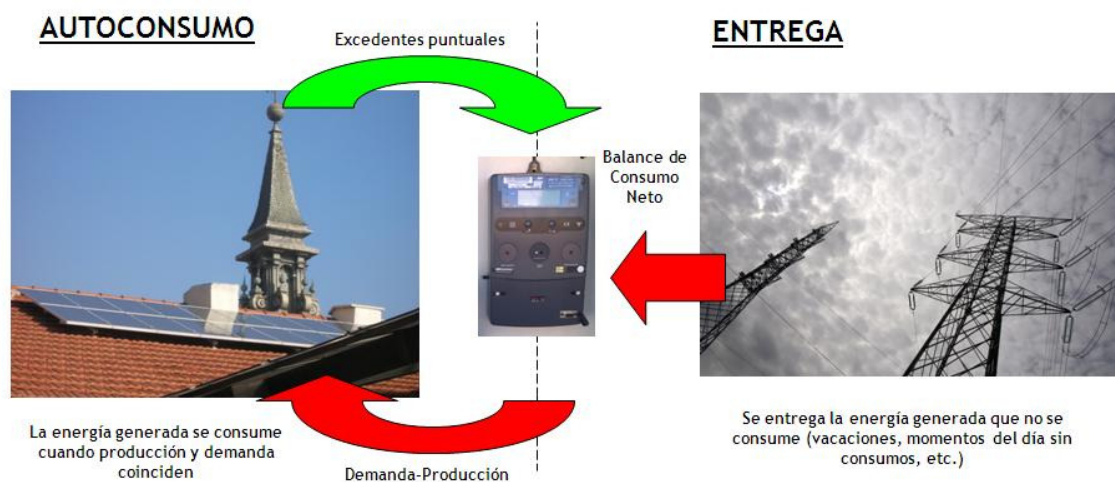 AUTOCONSUMO
Excedentes puntuales
ENTREGA
Balance de
Consumo
Neto
La energía generada se consume
cuando producción y demanda
coinciden
Demanda-Producción
Se entrega la energía generada que no se
consume (vacaciones, momentos del día sin
consumos, etc.)